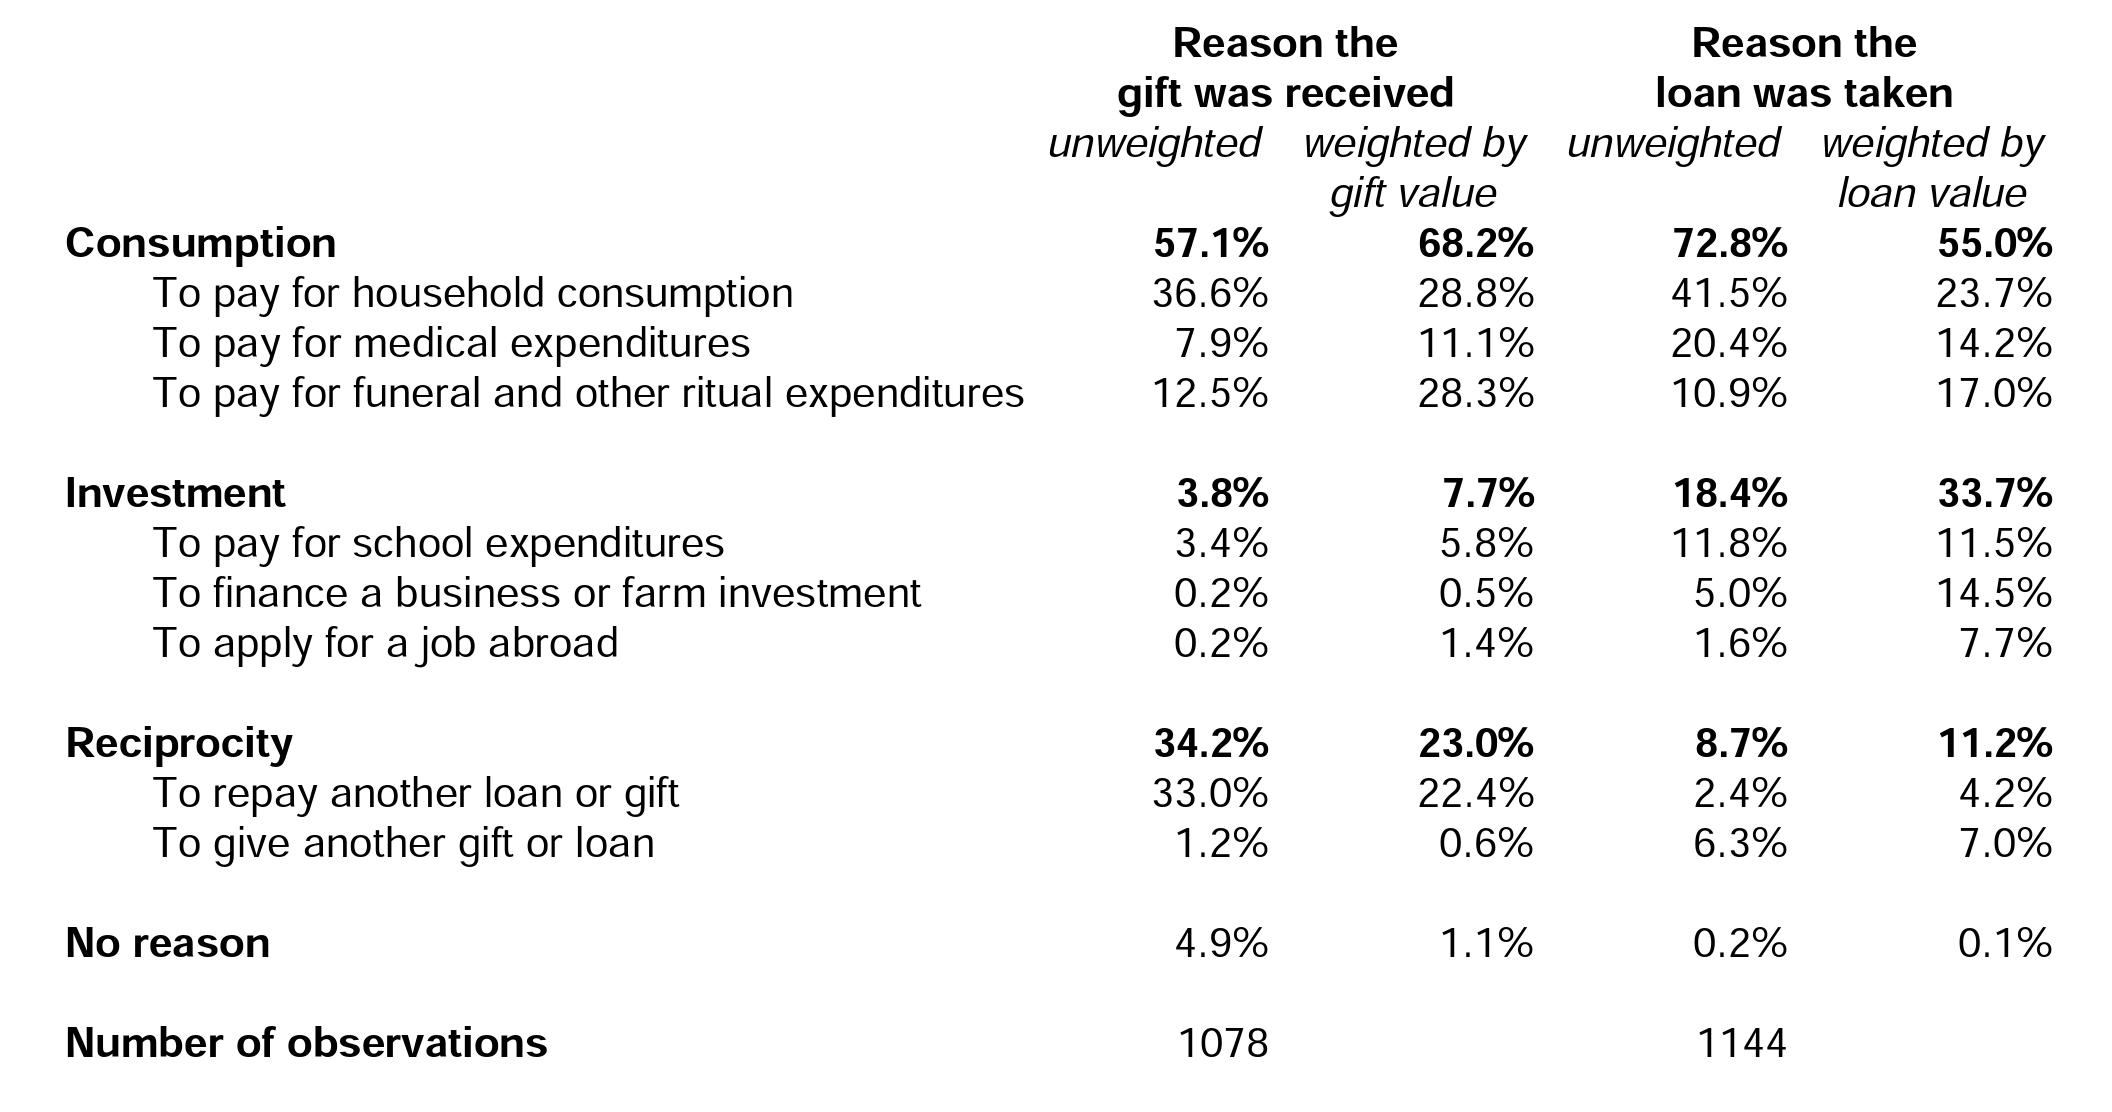 Reason the Reason the
gift was received loan was taken
unweighted weighted by unweighted weighted by
gift value loan value
Consumption 57.1% 68.2% 72.8% 55.0%
To pay for household consumption 36.6% 28.8% 41.5% 23.7%
To pay for medical expenditures 7.9% 11.1% 20.4% 14.2%
To pay for funeral and other ritual expenditures 12.5% 28.3% 10.9% 17.0%
Investment 3.8% 7.7% 18.4% 33.7%
To pay for school expenditures 3.4% 5.8% 11.8% 11.5%
To finance a business or farm investment 0.2% 0.5% 5.0% 14.5%
To apply for a job abroad 0.2% 1.4% 1.6% 7.7%
Reciprocity 34.2% 23.0% 8.7% 11.2%
To repay another loan or gift 33.0% 22.4% 2.4% 4.2%
To give another gift or loan 1.2% 0.6% 6.3% 7.0%
No reason 4.9% 1.1% 0.2% 0.1%
Number of observations 1078 1144